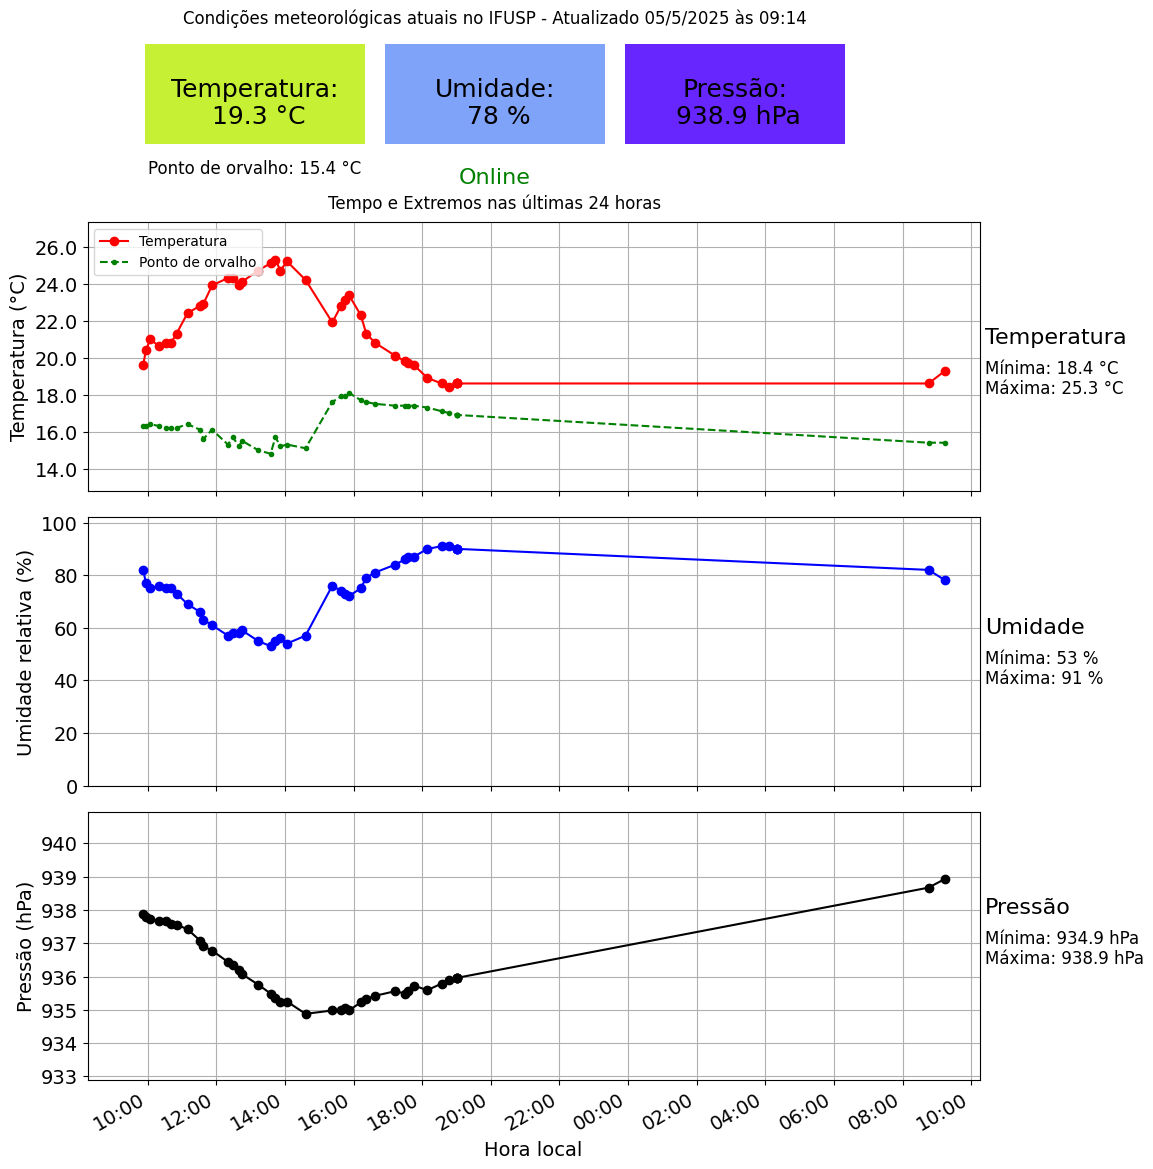 Condições meteorológicas atuais no IFUSP - Atualizado 05/5/2025 às 09:14
Temperatura:
19.3 °C
Umidade:
78 %
Pressão:
938.9 hPa
Ponto de orvalho: 15.4 °C
Online
Tempo e Extremos nas últimas 24 horas
Temperatura
Ponto de orvalho
Temperatura (°C)
26.0
24.0
22.0
20.0
18.0
16.0
14.0
Temperatura
Mínima: 18.4 °C
Máxima: 25.3 °C
Umidade relativa (%)
100
80
60
40
20
0
Umidade
Mínima: 53 %
Máxima: 91 %
Pressão (hPa)
940
939
938
937
936
935
934
933
Pressão
Mínima: 934.9 hPa
Máxima: 938.9 hPa
10:00 12:00 14:00 16:00 18:00 20:00 22:00 00:00 02:00 04:00 06:00 08:00 10:00
Hora local